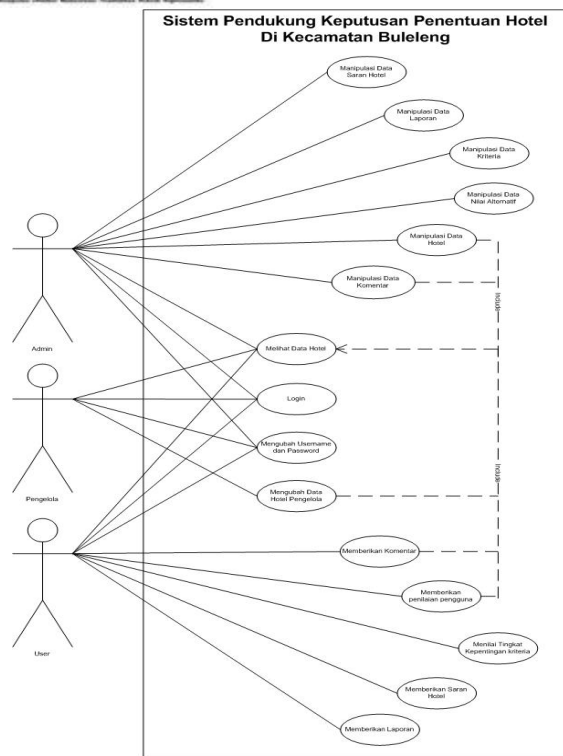 Sistem Pendukung Keputusan Penentuan Hotel
Di Kecamatan Buleleng
Manipulasi Data
Saran Hotel
Manipulasi Data
Laporan
Manipulasi Data
Kriteria
Manipulasi Data
Nilai Alternatif
Manipulasi Data
Hotel
Manipulasi Data
Komentar
Include
Admin
Melihat Data Hotel
Login
Mengubah Username
dan Password
Include
Mengubah Data
Hotel Pengelola
Pengelola
Memberikan Komentar
Memberikan
penilaian pengguna
User
Menilai Tingkat
Kepentingan kriteria
Memberikan Saran
Hotel
Memberikan Laporan